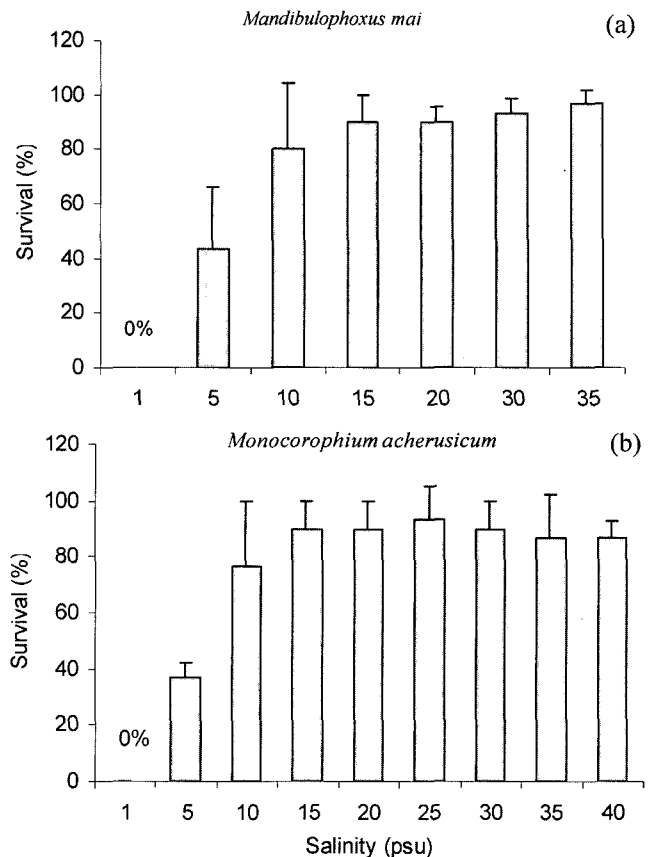 Mandibulophoxus mai
(a)
120
100
80
60
40
20
0
Survival (%)
0%
1 5 10 15 20 30 35
Monocorophium acherusicum
(b)
120
100
80
60
40
20
0
Survival (%)
0%
1 5 10 15 20 25 30 35 40
Salinity (psu)